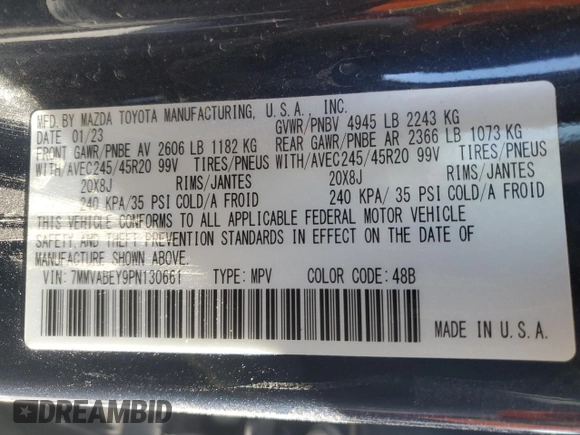 MFD. BY MAZDA TOYOTA MANUFACTURING, U.S.A., INC.
DATE 01/23 GVWR/PNBV 4945 LB 2243 KG
FRONT GAWR/PNBE AV 2606 LB 1182 KG REAR GAWR/PNBE AR 2366 LB 1073 KG
WITH/AVEC 245/45R20 99V TIRES/PNEUS WITH/AVEC245/45R20 99V TIRES/PNEUS
20X8J RIMS/JANTES 20X8J RIMS/JANTES
240 KPA/35 PSI COLD/A FROID 240 KPA/ 35 PSI COLD/A FROID
THIS VEHICLE CONFORMS TO ALL APPLICABLE FEDERAL MOTOR VEHICLE
SAFETY AND THEFT PREVENTION STANDARDS IN EFFECT ON THE DATE OF
MANUFACTURE SHOWN ABOVE.
VIN: 7MMVABEY9PN130661 TYPE: MPV COLOR CODE: 48B
MADE IN U.S.A.
DREAMBID